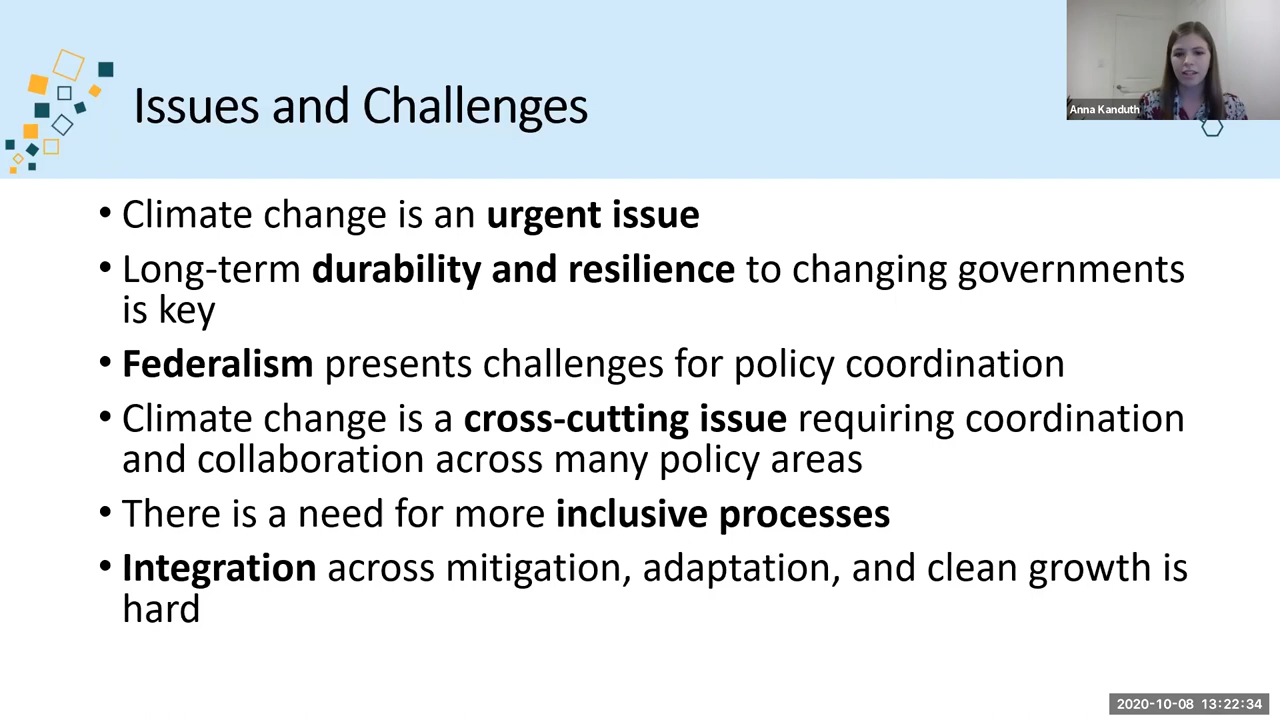 Issues and Challenges
Anna Kanduth
• Climate change is an urgent issue
• Long-term durability and resilience to changing governments
is key
• Federalism presents challenges for policy coordination
• Climate change is a cross-cutting issue requiring coordination
and collaboration across many policy areas
• There is a need for more inclusive processes
• Integration across mitigation, adaptation, and clean growth is
hard
2020-10-08 13:22:34